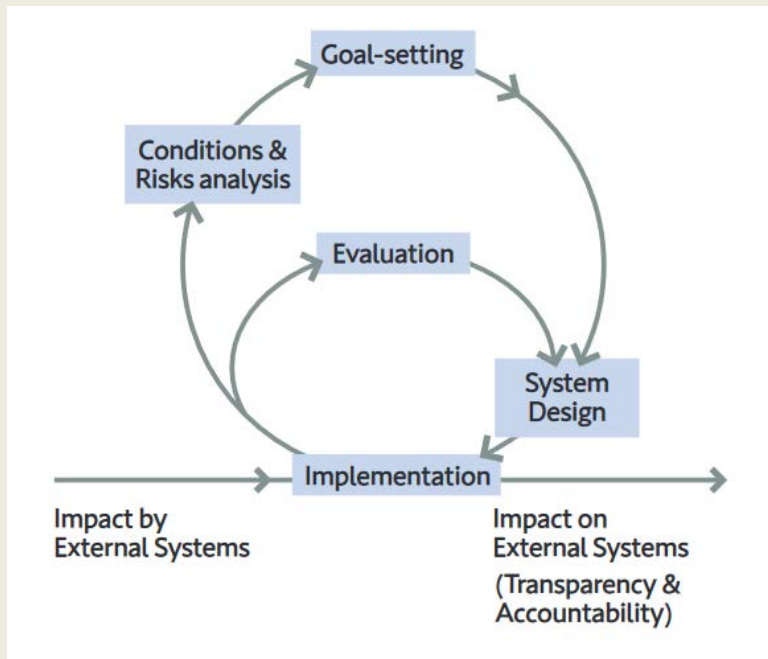 Goal-setting
Conditions &
Risks analysis
Evaluation
System
Design
Implementation
Impact by
External Systems
Impact on
External Systems
(Transparency &
Accountability)